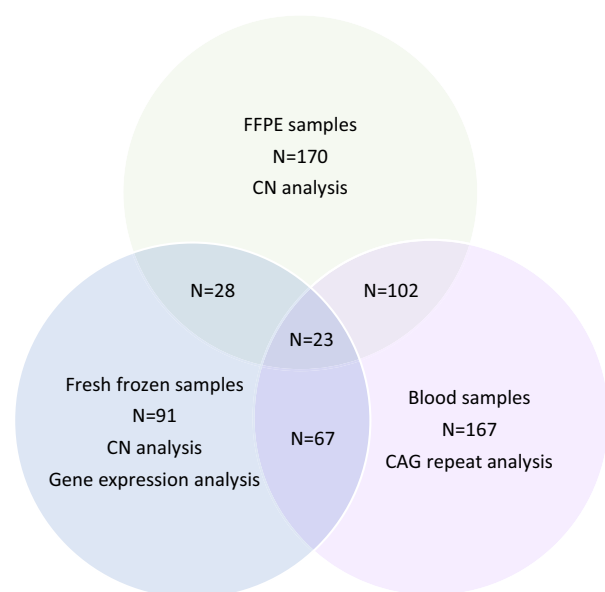 FFPE samples
N=170
CN analysis
N=28
N=102
N=23
Fresh frozen samples
N=91
CN analysis
Gene expression analysis
N=67
Blood samples
N=167
CAG repeat analysis